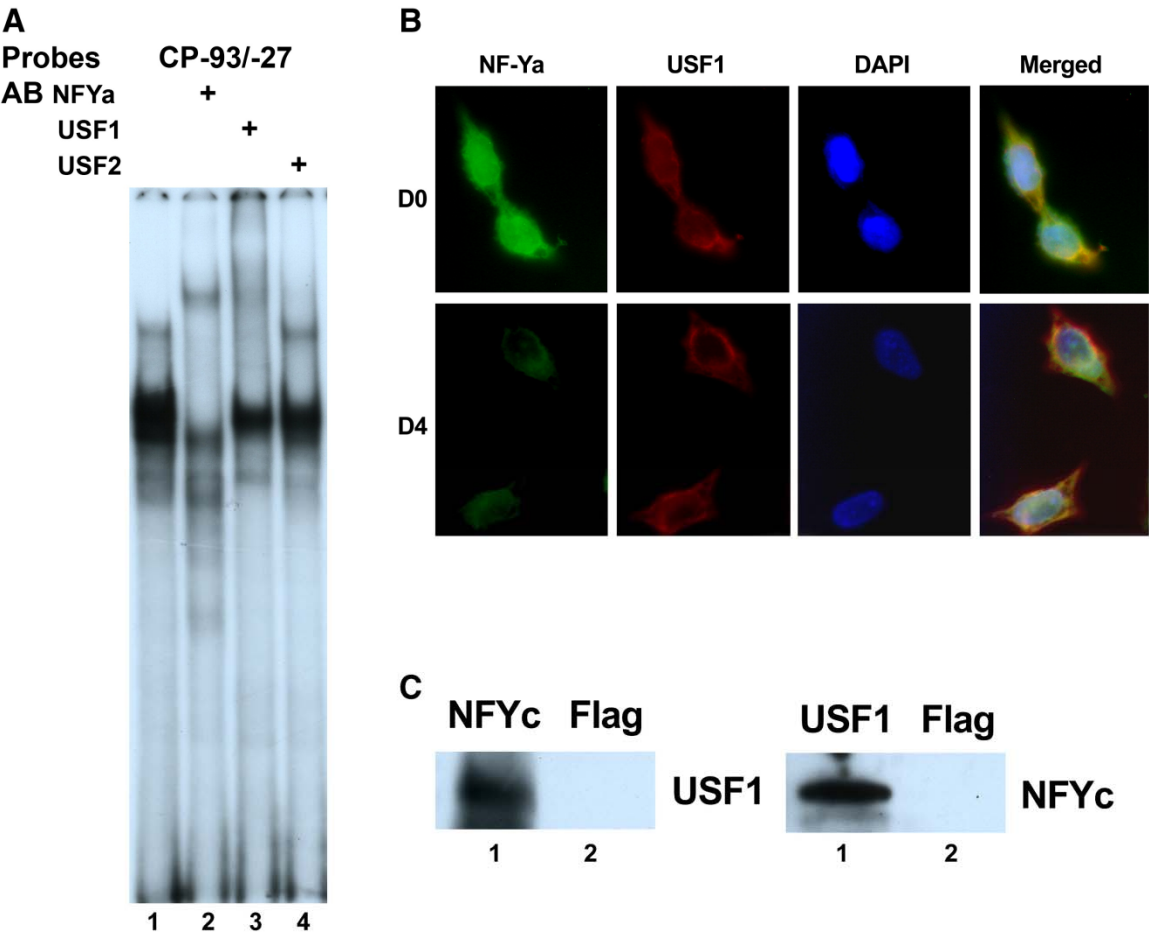 A
Probes CP-93/-27
AB NFYa +
USF1 +
USF2 +
1 2 3 4
B
NF-Ya USF1 DAPI Merged
D0
D4
C
NFYc Flag
USF1
1 2
USF1 Flag
NFYc
1 2